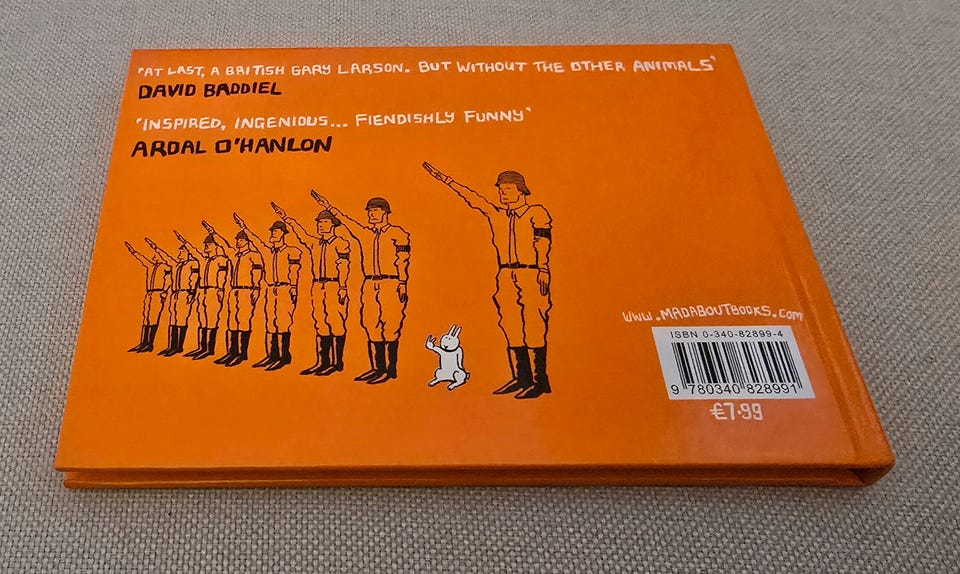 'AT LAST, A BRITISH GARY LARSON. BUT WITHOUT THE OTHER ANIMALS'
DAVID BADDIEL
'INSPIRED, INGENIOUS... FIENDISHLY FUNNY'
ARDAL O'HANLON
WWW.MADABOUTBOOKS.COM
ISBN 0-340-82899-4
9 780340 828991
€7.99